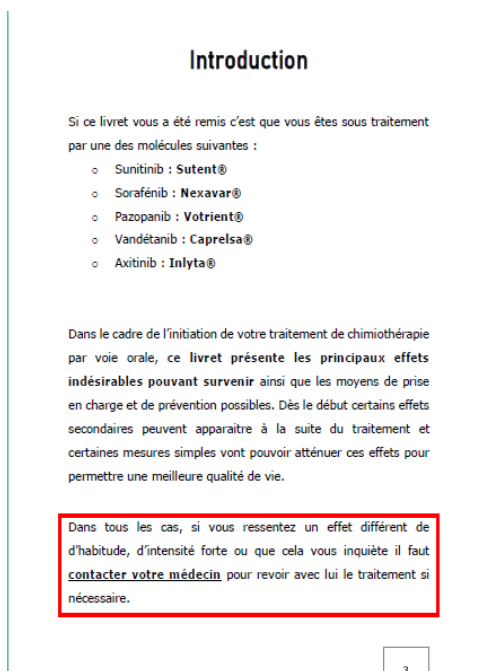 Introduction
Si ce livret vous a été remis c'est que vous êtes sous traitement
par une des molécules suivantes :
o Sunitinib : Sutent®
o Sorafénib : Nexavar®
o Pazopanib : Votrient®
o Vandétanib : Caprelsa®
o Axitinib : Inlyta®
Dans le cadre de l'initiation de votre traitement de chimiothérapie
par voie orale, ce livret présente les principaux effets
indésirables pouvant survenir ainsi que les moyens de prise
en charge et de prévention possibles. Dès le début certains effets
secondaires peuvent apparaitre à la suite du traitement et
certaines mesures simples vont pouvoir atténuer ces effets pour
permettre une meilleure qualité de vie.
Dans tous les cas, si vous ressentez un effet différent de
d'habitude, d'intensité forte ou que cela vous inquiète il faut
contacter votre médecin pour revoir avec lui le traitement si
nécessaire.
3